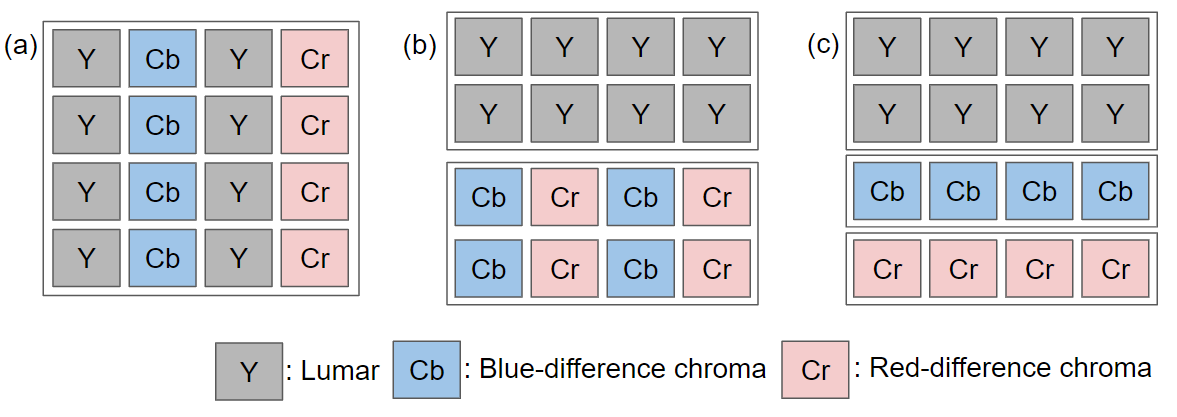 (a) Y Cb Y Cr
Y Cb Y Cr
Y Cb Y Cr
Y Cb Y Cr
(b) Y Y Y Y
Y Y Y Y
Cb Cr Cb Cr
Cb Cr Cb Cr
(c) Y Y Y Y
Y Y Y Y
Cb Cb Cb Cb
Cr Cr Cr Cr
Y : Lumar Cb : Blue-difference chroma Cr : Red-difference chroma